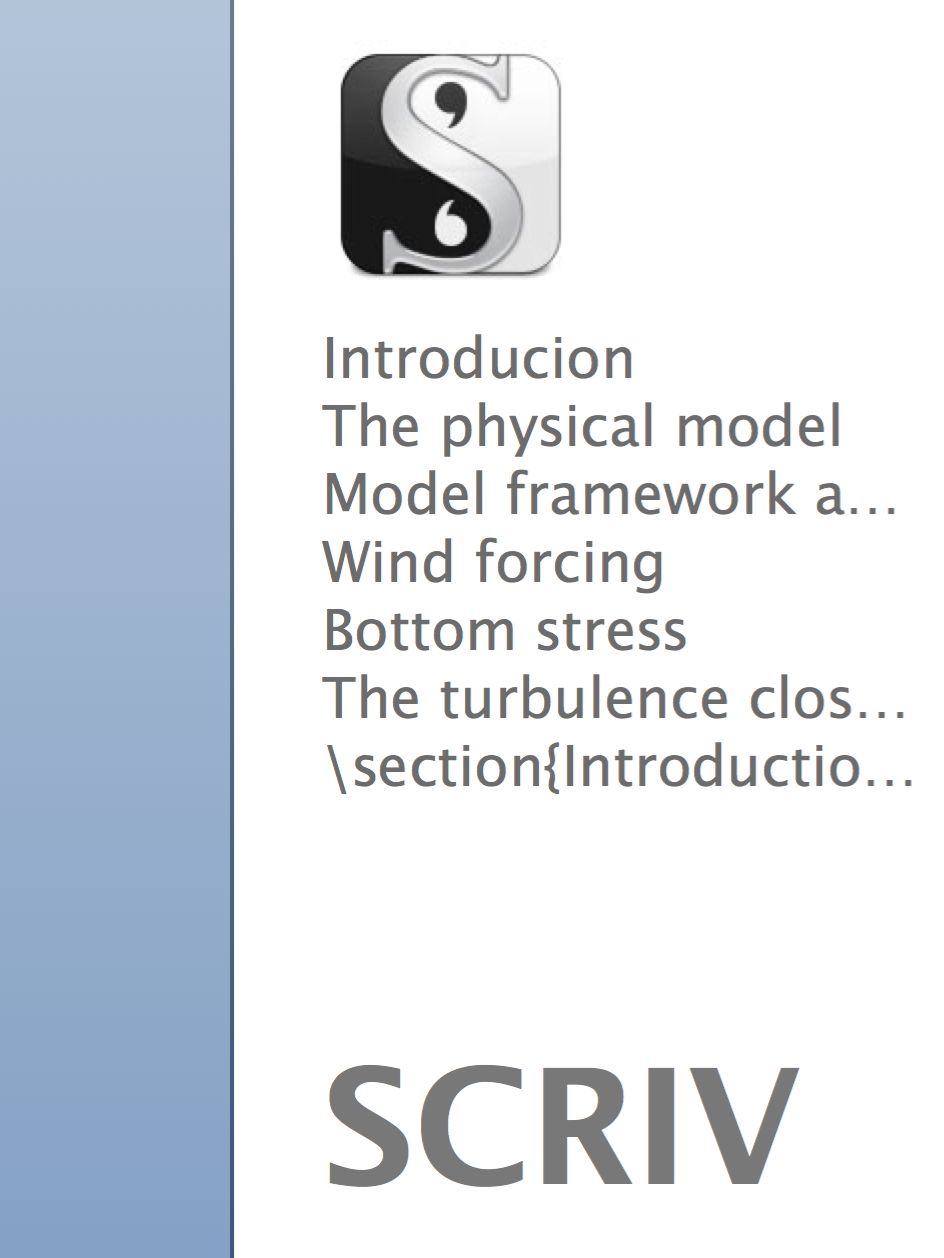 Introducion
The physical model
Model framework a...
Wind forcing
Bottom stress
The turbulence clos...
\section{Introductio...
SCRIV